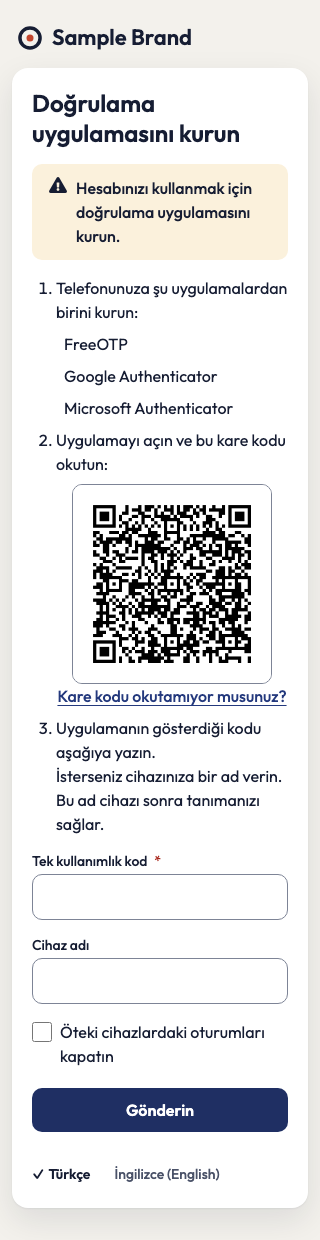 Sample Brand
Doğrulama
uygulamasını kurun
Hesabınızı kullanmak için
doğrulama uygulamasını
kurun.
1. Telefonunuza şu uygulamalardan
birini kurun:
FreeOTP
Google Authenticator
Microsoft Authenticator
2. Uygulamayı açın ve bu kare kodu
okutun:
Kare kodu okutamıyor musunuz?
3. Uygulamanın gösterdiği kodu
aşağıya yazın.
İsterseniz cihazınıza bir ad verin.
Bu ad cihazı sonra tanımanızı
sağlar.
Tek kullanımlık kod *
Cihaz adı
Öteki cihazlardaki oturumları
kapatın
Gönderin
Türkçe İngilizce (English)